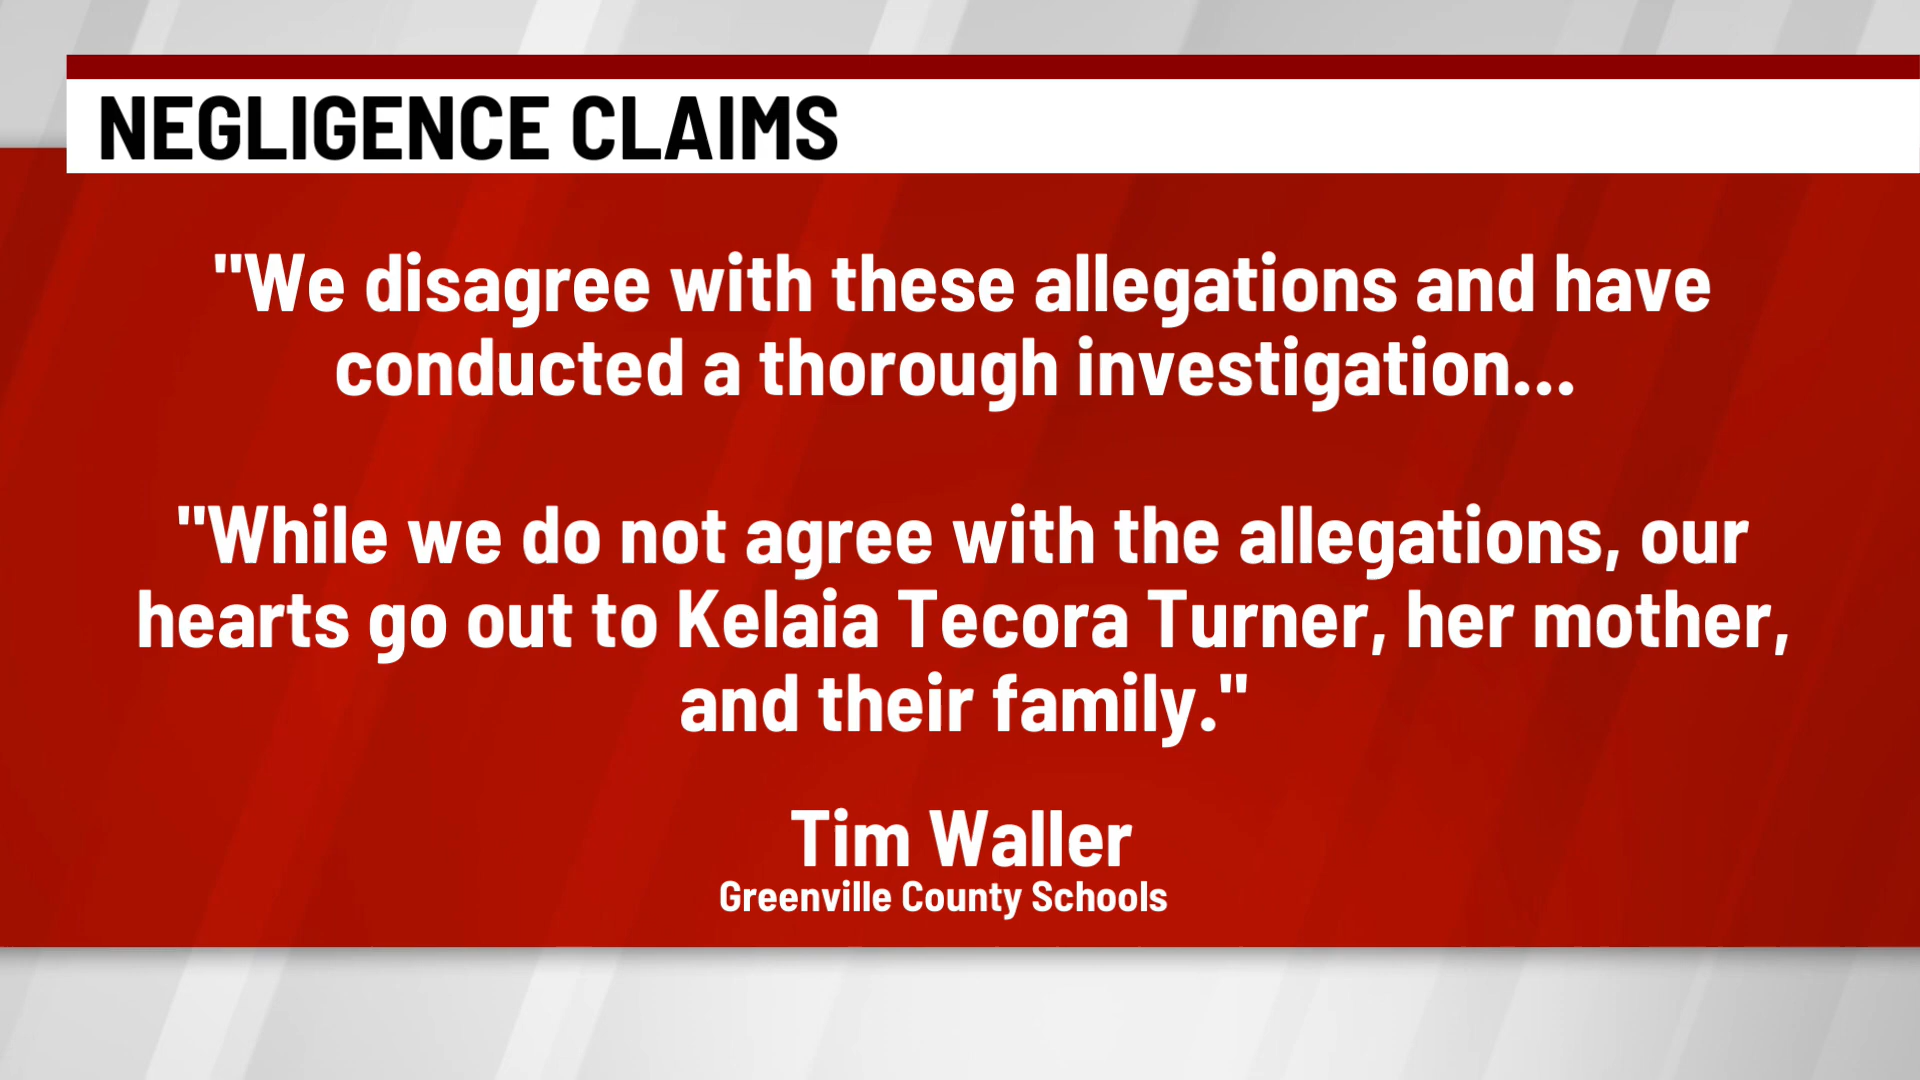 NEGLIGENCE CLAIMS
"We disagree with these allegations and have
conducted a thorough investigation...
"While we do not agree with the allegations, our
hearts go out to Kelaia Tecora Turner, her mother,
and their family."
Tim Waller
Greenville County Schools